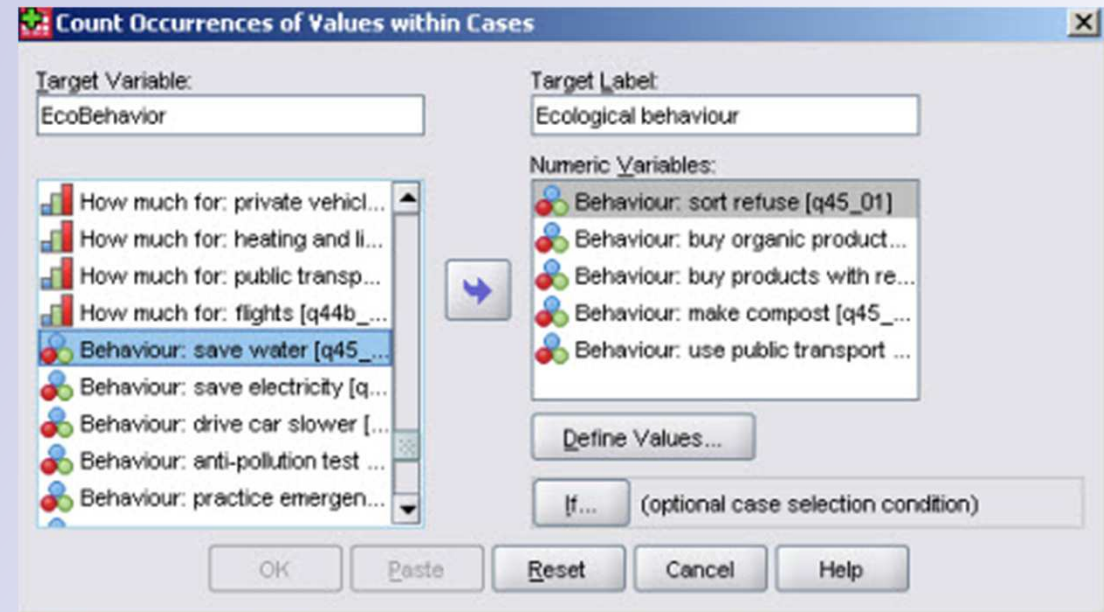 Count Occurrences of Values within Cases
Target Variable:
EcoBehavior
Target Label:
Ecological behaviour
Numeric Variables:
How much for: private vehicl...
How much for: heating and li...
How much for: public transp...
How much for: flights [q44b_...
Behaviour: save water [q45_...
Behaviour: save electricity [q...
Behaviour: drive car slower [...
Behaviour: anti-pollution test ...
Behaviour: practice emergen...
Behaviour: sort refuse [q45_01]
Behaviour: buy organic product...
Behaviour: buy products with re...
Behaviour: make compost [q45_...
Behaviour: use public transport ...
Define Values...
If... (optional case selection condition)
OK Paste Reset Cancel Help